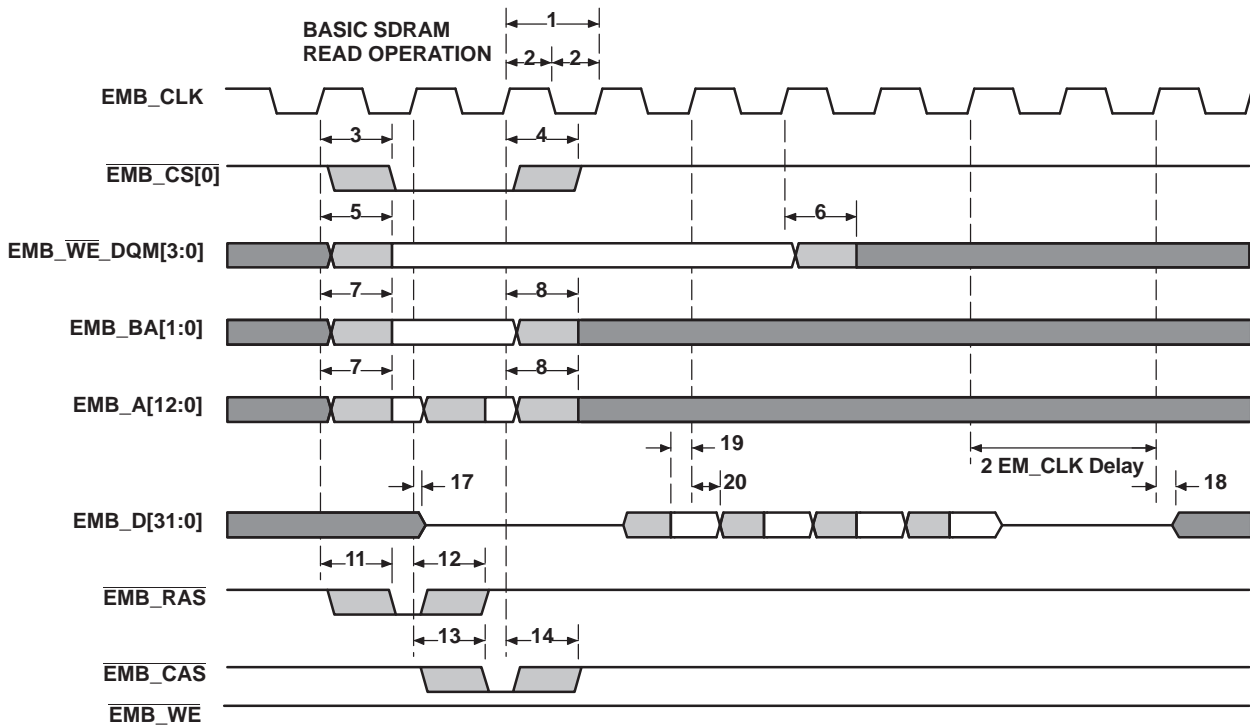 1
BASIC SDRAM
READ OPERATION
2 2
EMB_CLK
3 4
EMB_CS[0]
5 6
EMB_WE_DQM[3:0]
7 8
EMB_BA[1:0]
7 8
EMB_A[12:0]
19
2 EM_CLK Delay
17 20 18
EMB_D[31:0]
11 12
EMB_RAS
13 14
EMB_CAS
EMB_WE